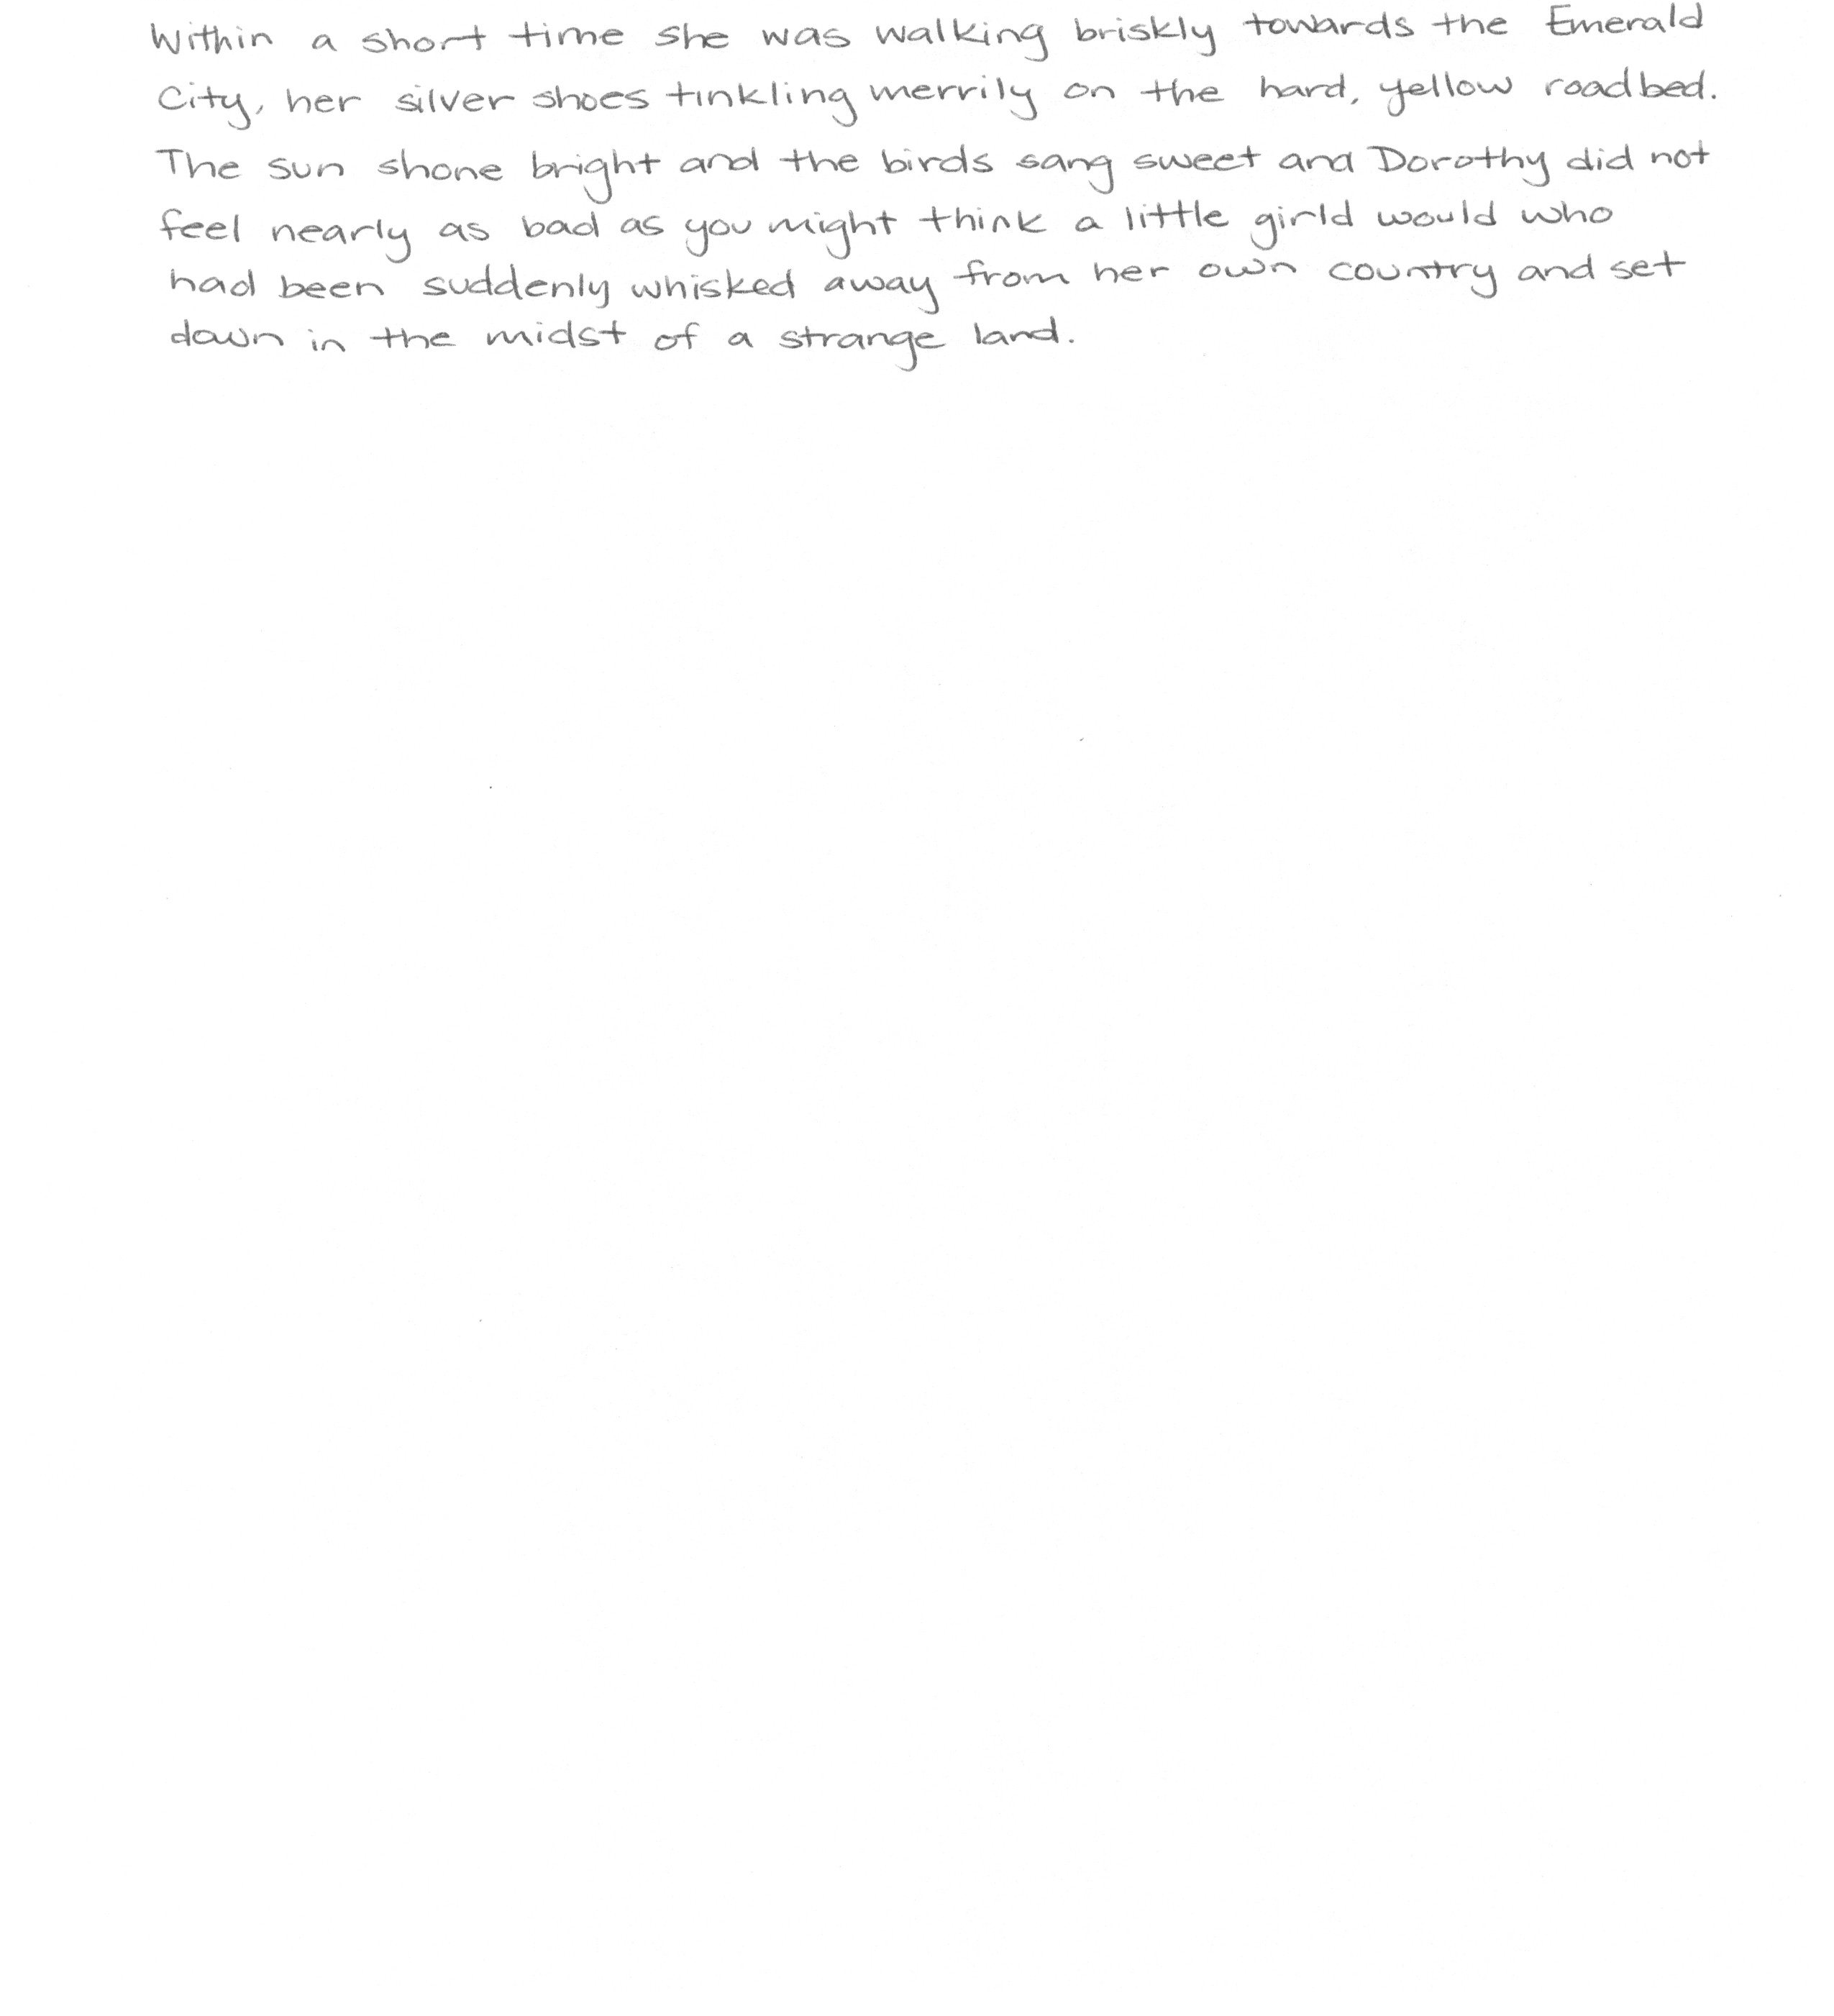 Within a short time she was walking briskly towards the Emerald
City, her silver shoes tinkling merrily on the hard, yellow roadbed.
The sun shone bright and the birds sang sweet and Dorothy did not
feel nearly as bad as you might think a little girld would who
had been suddenly whisked away from her own country and set
down in the midst of a strange land.